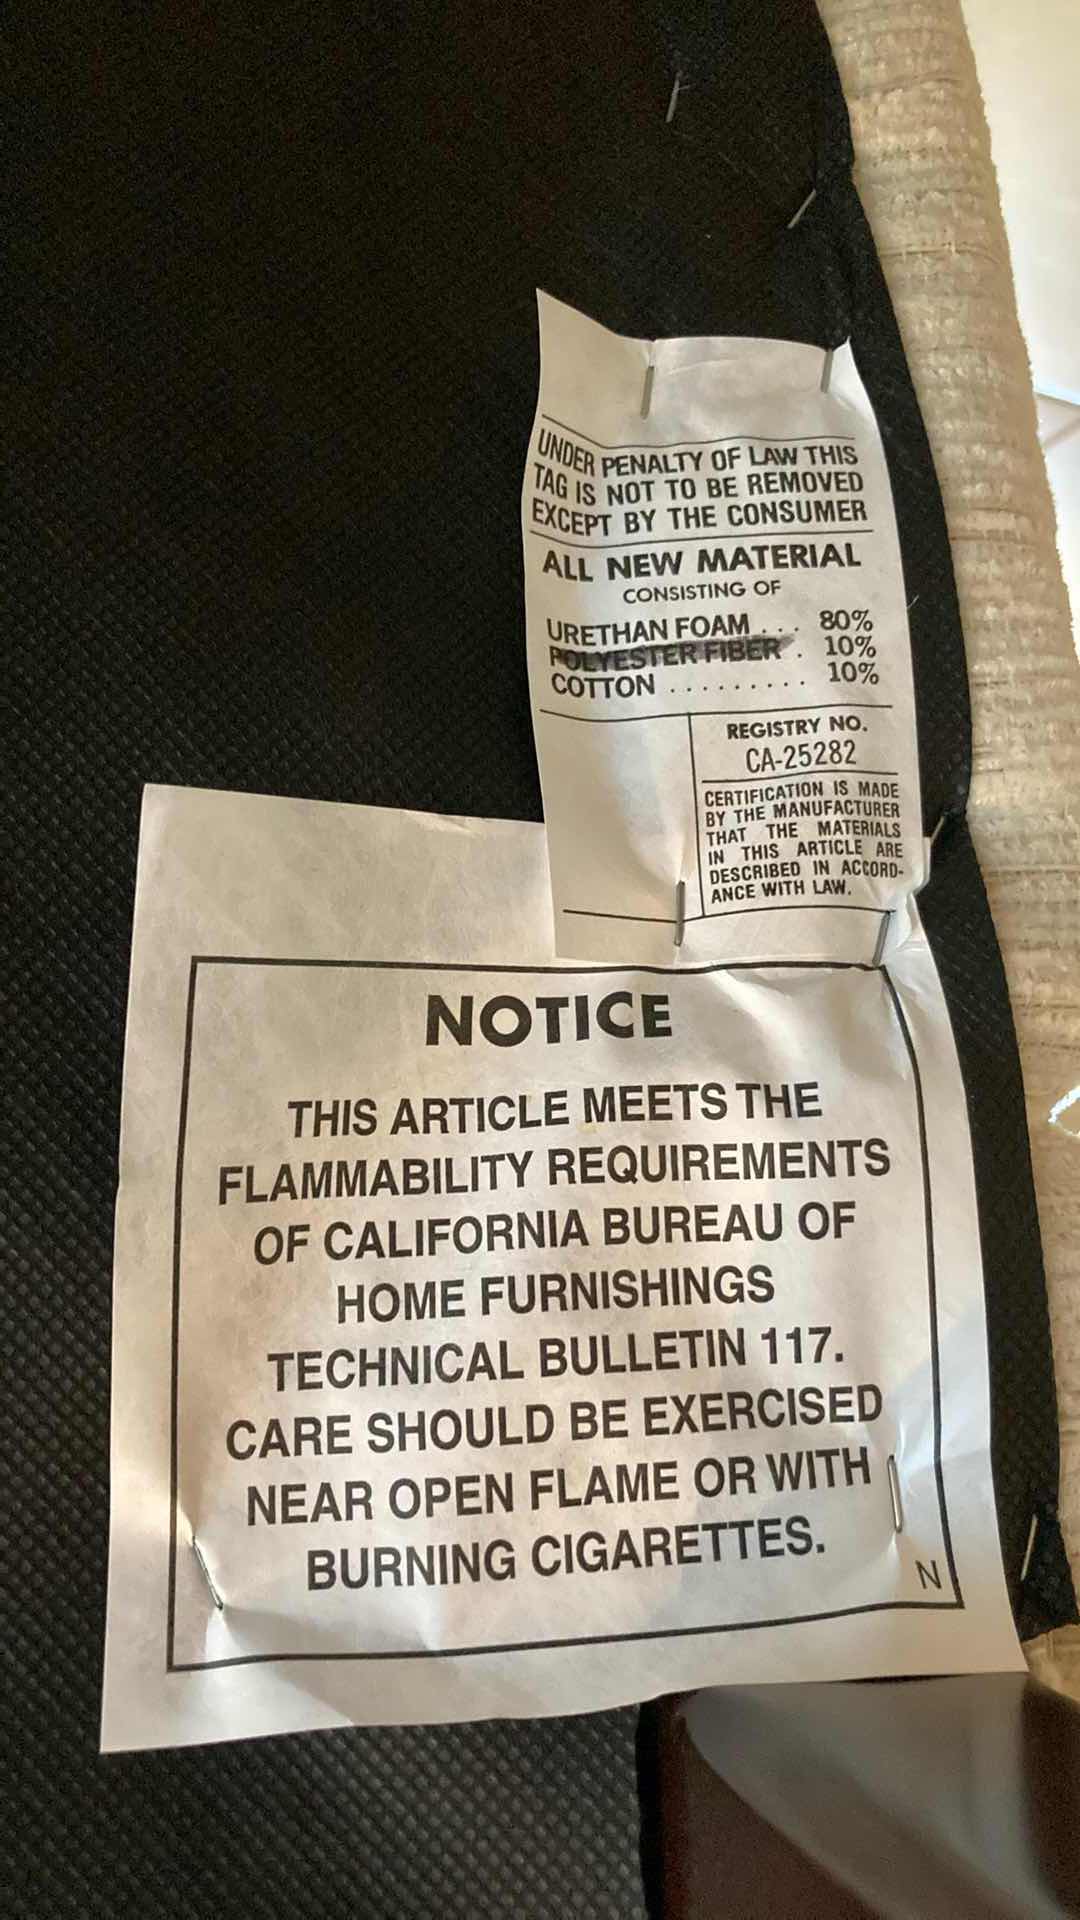 UNDER PENALTY OF LAW THIS
TAG IS NOT TO BE REMOVED
EXCEPT BY THE CONSUMER
ALL NEW MATERIAL
CONSISTING OF
URETHAN FOAM . . . 80%
POLYESTER FIBER . 10%
COTTON . . . . . . . . . 10%
REGISTRY NO.
CA-25282
CERTIFICATION IS MADE
BY THE MANUFACTURER
THAT THE MATERIALS
IN THIS ARTICLE ARE
DESCRIBED IN ACCORD-
ANCE WITH LAW.
NOTICE
THIS ARTICLE MEETS THE
FLAMMABILITY REQUIREMENTS
OF CALIFORNIA BUREAU OF
HOME FURNISHINGS
TECHNICAL BULLETIN 117.
CARE SHOULD BE EXERCISED
NEAR OPEN FLAME OR WITH
BURNING CIGARETTES.
N